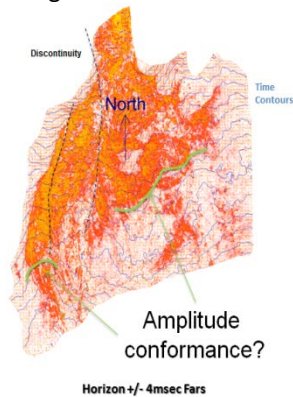 Discontinuity
North
Time
Contours
Amplitude
conformance?
Horizon +/- 4msec Fars